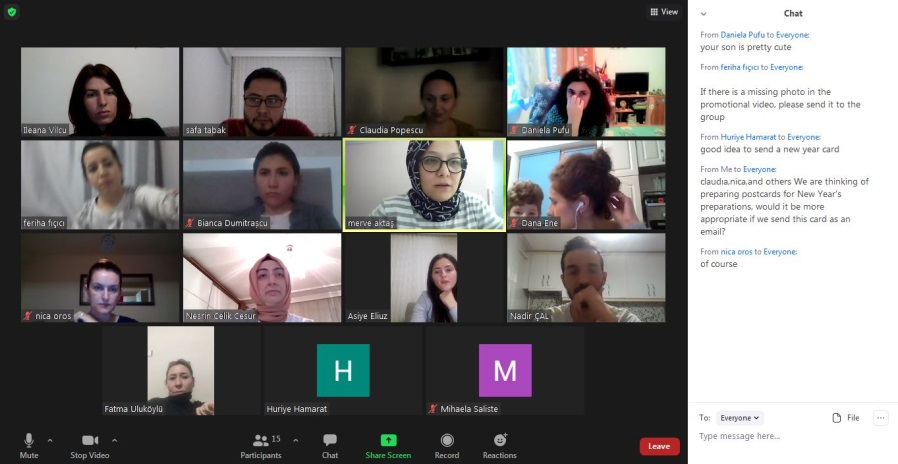 View
Ileana Vilcu
safa tabak
Claudia Popescu
Daniela Pufu
feriha fıçıcı
Bianca Dumitrașcu
merve aktaş
Dana Ene
nica oros
Nesrin Çelik Cesur
Asiye Eliuz
Nadir ÇAL
Fatma Uluköylü
H
Huriye Hamarat
M
Mihaela Saliste
Mute
Stop Video
15
Participants
Chat
Share Screen
Record
Reactions
Leave
Chat
From Daniela Pufu to Everyone:
your son is pretty cute
From feriha fıçıcı to Everyone:
If there is a missing photo in the
promotional video, please send it to the
group
From Huriye Hamarat to Everyone:
good idea to send a new year card
From Me to Everyone:
claudıa,nica,and others We are thinking of
preparing postcards for New Year's
preparations, would it be more
appropriate if we send this card as an
email?
From nica oros to Everyone:
of course
To: Everyone File
Type message here...